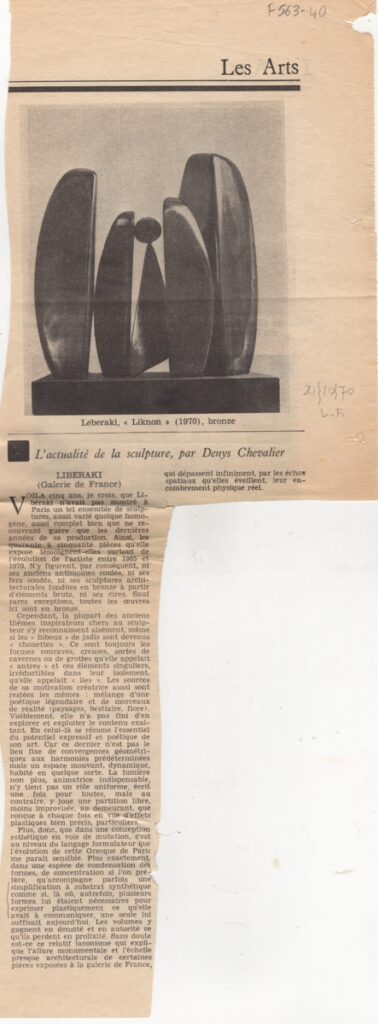 F563-40
Les Arts
Leberaki, « Liknon » (1970), bronze
21/10/70
L.F.
L'actualité de la sculpture, par Denys Chevalier
LIBERAKI
(Galerie de France)
VOILA cinq ans, je crois, que Li-
beraki n'avait pas montré à
Paris un tel ensemble de sculp-
tures, aussi varié quoique homo-
gène, aussi complet bien que ne re-
couvrant guère que les dernières
années de sa production. Ainsi, les
quarante à cinquante pièces qu'elle
expose témoignent-elles surtout de
l'évolution de l'artiste entre 1965 et
1970. N'y figurent, par conséquent, ni
ses anciens antimoines coulés, ni ses
fers soudés, ni ses sculptures archi-
tecturales fondues en bronze à partir
d'éléments bruts, ni ses cires. Sauf
rares exceptions, toutes les œuvres
ici sont en bronze.
Cependant, la plupart des anciens
thèmes inspirateurs chers au sculp-
teur s'y reconnaissent aisément, même
si les « hiboux » de jadis sont devenus
« chouettes ». Ce sont toujours les
formes concaves, creuses, sortes de
cavernes ou de grottes qu'elle appelait
« antres » et ces éléments singuliers,
irréductibles dans leur isolement,
qu'elle appelait « îles ». Les sources
de sa motivation créatrice aussi sont
restées les mêmes : mélange d'une
poétique légendaire et de morceaux
de réalité (paysages, bestiaire, flore).
Visiblement, elle n'a pas fini d'en
explorer et exploiter le contenu exal-
tant. En celui-là se résume l'essentiel
du potentiel expressif et poétique de
son art. Car ce dernier n'est pas le
lieu fixe de convergences géométri-
ques aux harmonies prédéterminées
mais un espace mouvant, dynamique,
habité en quelque sorte. La lumière
non plus, animatrice indispensable,
n'y tient pas un rôle uniforme, écrit
une fois pour toutes, mais au
contraire, y joue une partition libre,
moins improvisée, au demeurant, que
conçue à chaque fois en vue d'effets
plastiques bien précis, particuliers.
Plus, donc, que dans une conception
esthétique en voie de mutation, c'est
au niveau du langage formulateur que
l'évolution de cette Grecque de Paris
me paraît sensible. Plus exactement,
dans une espèce de condensation des
formes, de concentration si l'on pré-
fère, qu'accompagne parfois une
simplification à substrat synthétique
comme si, là où, autrefois, plusieurs
formes lui étaient nécessaires pour
exprimer plastiquement ce qu'elle
avait à communiquer, une seule lui
suffisait aujourd'hui. Les volumes y
gagnent en densité et en autorité ce
qu'ils perdent en prolixité. Sans doute
est-ce ce relatif laconisme qui expli-
que l'allure monumentale et l'échelle
presque architecturale de certaines
pièces exposées à la galerie de France,
qui dépassent infiniment, par les échos
spatiaux qu'elles éveillent, leur en-
combrement physique réel.